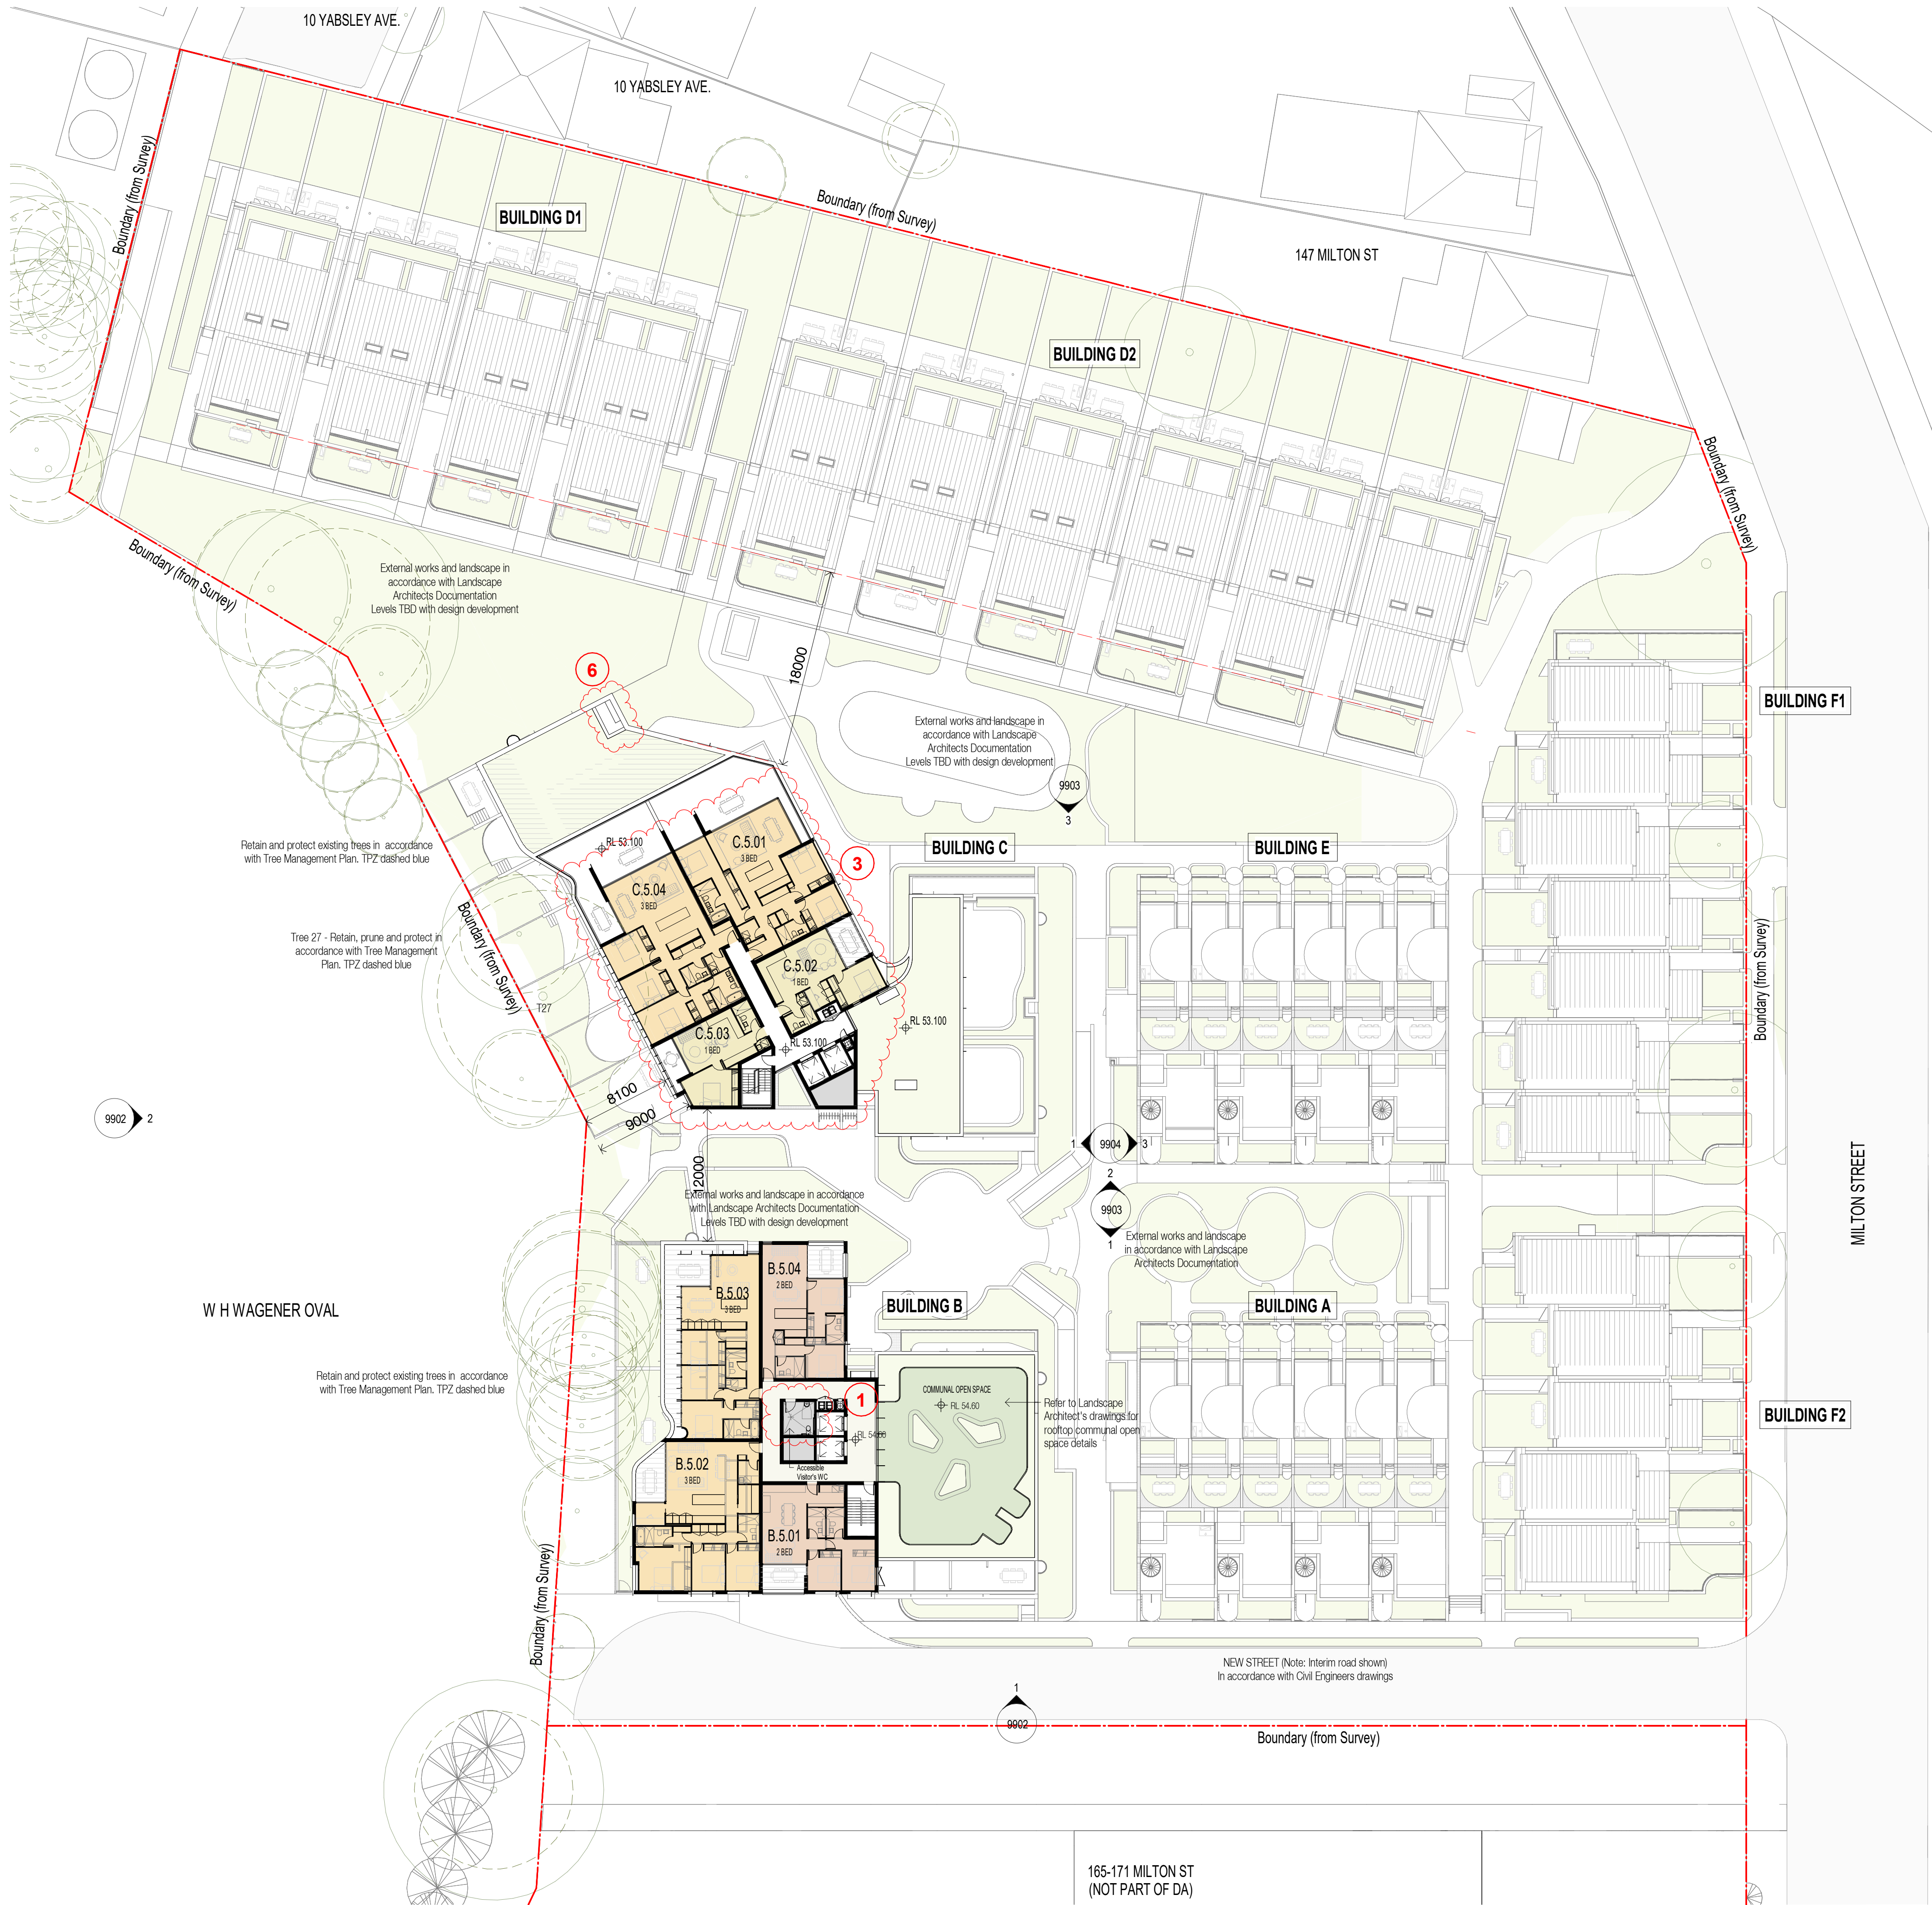 10 YABSLEY AVE.
10 YABSLEY AVE.
Boundary (from Survey)
BUILDING D1
Boundary (from Survey)
147 MILTON ST
BUILDING D2
Boundary (from Survey)
Boundary (from Survey)
External works and landscape in
accordance with Landscape
Architects Documentation
Levels TBD with design development
6
18000
BUILDING F1
External works and landscape in
accordance with Landscape
Architects Documentation
Levels TBD with design development
9903
3
Retain and protect existing trees in accordance
with Tree Management Plan. TPZ dashed blue
RL 53.100
C.5.01
3 BED
3
BUILDING C
BUILDING E
C.5.04
3 BED
Tree 27 - Retain, prune and protect in
accordance with Tree Management
Plan. TPZ dashed blue
Boundary (from Survey)
T27
C.5.02
1 BED
Boundary (from Survey)
RL 53.100
C.5.03
1 BED
RL 53.100
8100
9000
9902
2
1
9904
3
MILTON STREET
12000
External works and landscape in accordance
with Landscape Architects Documentation
Levels TBD with design development
2
9903
1
External works and landscape
in accordance with Landscape
Architects Documentation
W H WAGENER OVAL
B.5.03
3 BED
B.5.04
2 BED
BUILDING B
BUILDING A
Retain and protect existing trees in accordance
with Tree Management Plan. TPZ dashed blue
1
COMMUNAL OPEN SPACE
RL 54.60
RL 54.60
Refer to Landscape
Architect's drawings for
rooftop communal open
space details
BUILDING F2
B.5.02
3 BED
Accessible
Visitor's WC
B.5.01
2 BED
Boundary (from Survey)
NEW STREET (Note: Interim road shown)
In accordance with Civil Engineers drawings
1
9902
Boundary (from Survey)
165-171 MILTON ST
(NOT PART OF DA)